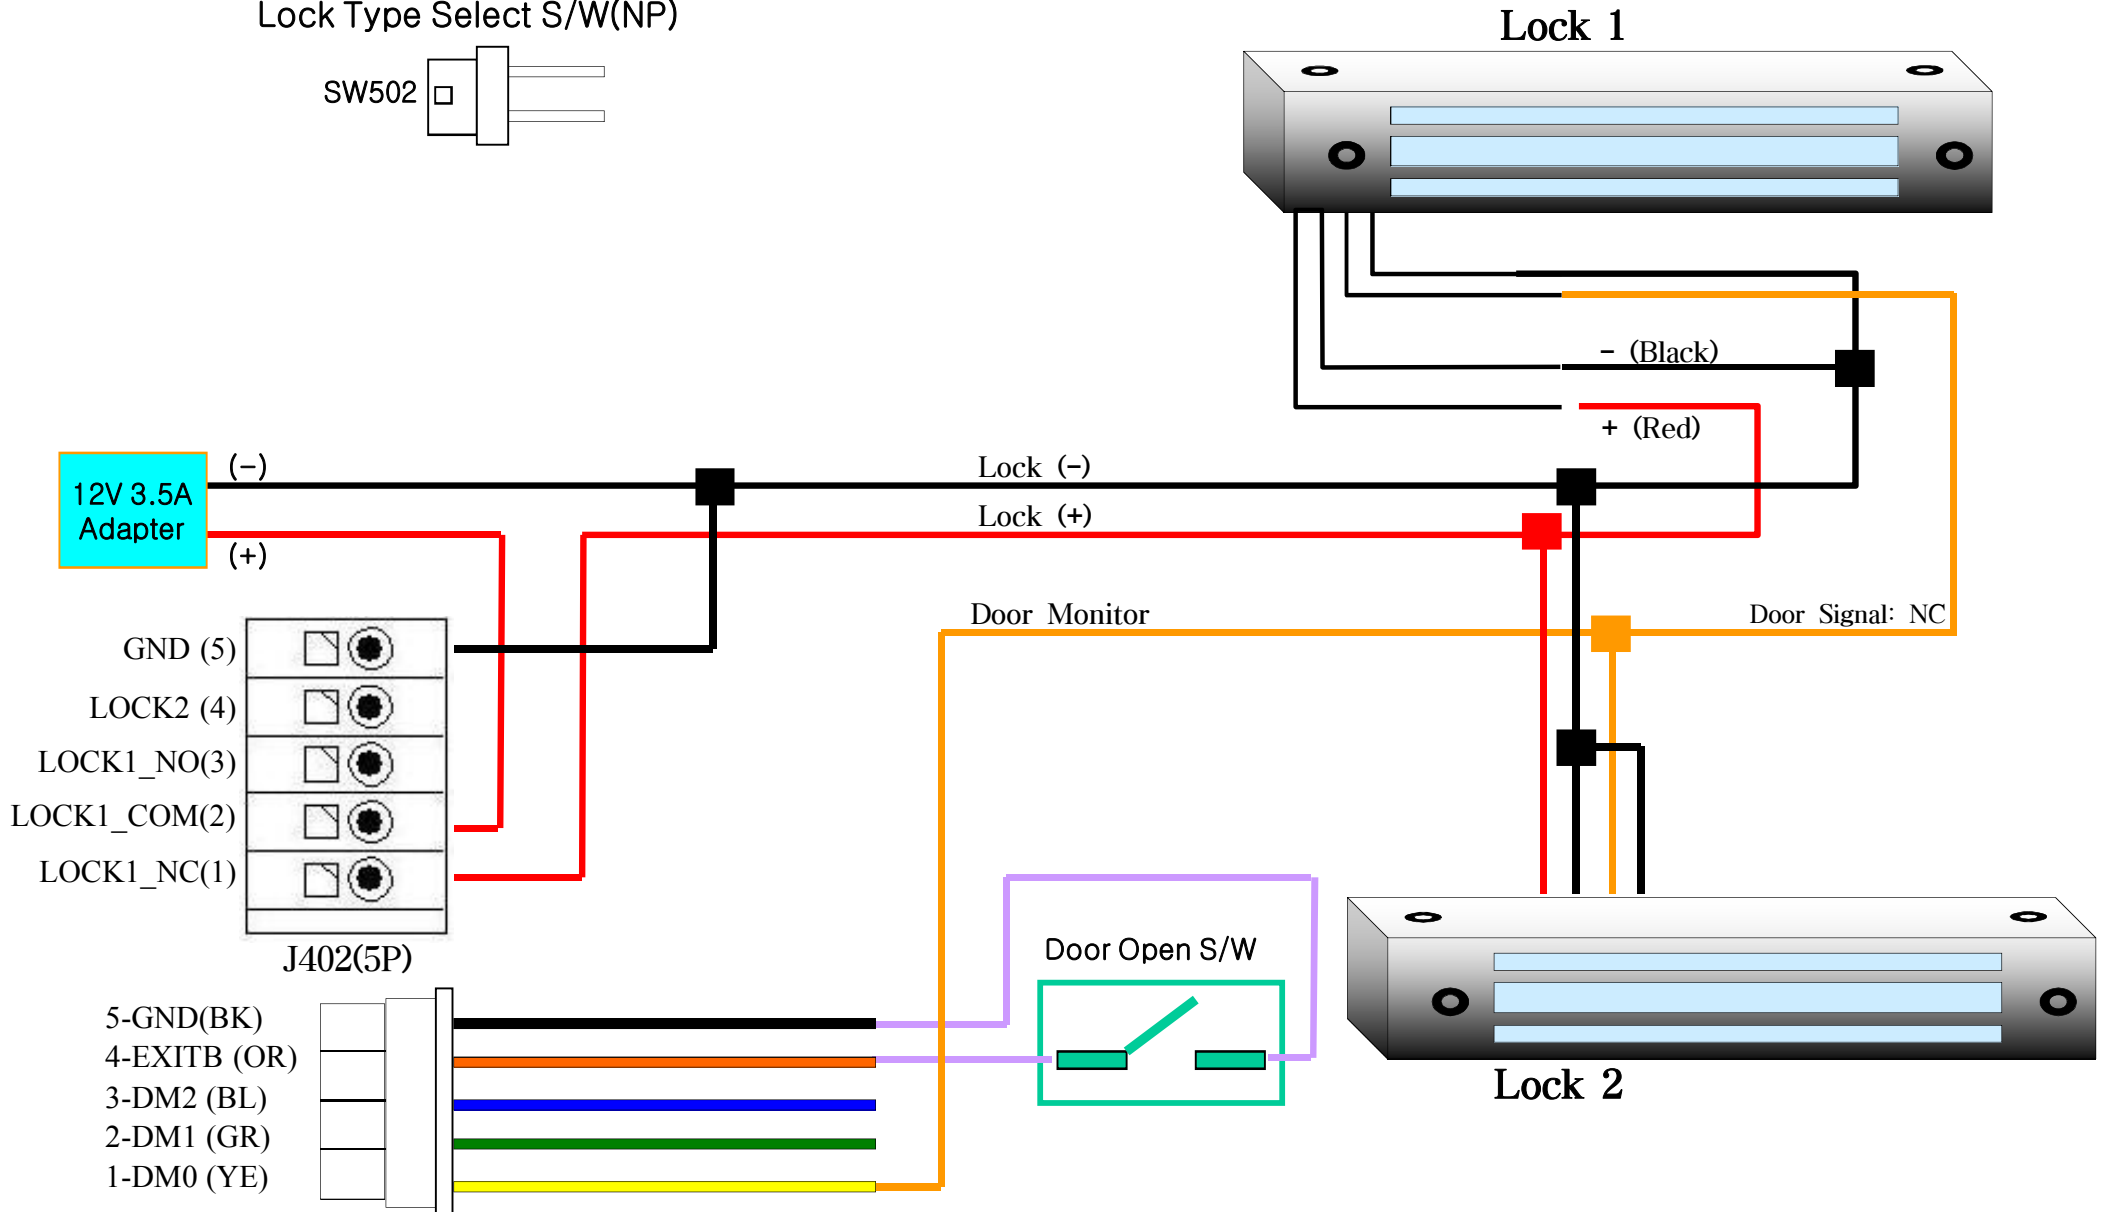 Lock Type Select S/W(NP)
SW502
Lock 1
- (Black)
+ (Red)
12V 3.5A
Adapter
(-)
(+)
Lock (-)
Lock (+)
Door Monitor
Door Signal: NC
GND (5)
LOCK2 (4)
LOCK1_NO(3)
LOCK1_COM(2)
LOCK1_NC(1)
J402(5P)
Door Open S/W
5-GND(BK)
4-EXITB (OR)
3-DM2 (BL)
2-DM1 (GR)
1-DM0 (YE)
Lock 2